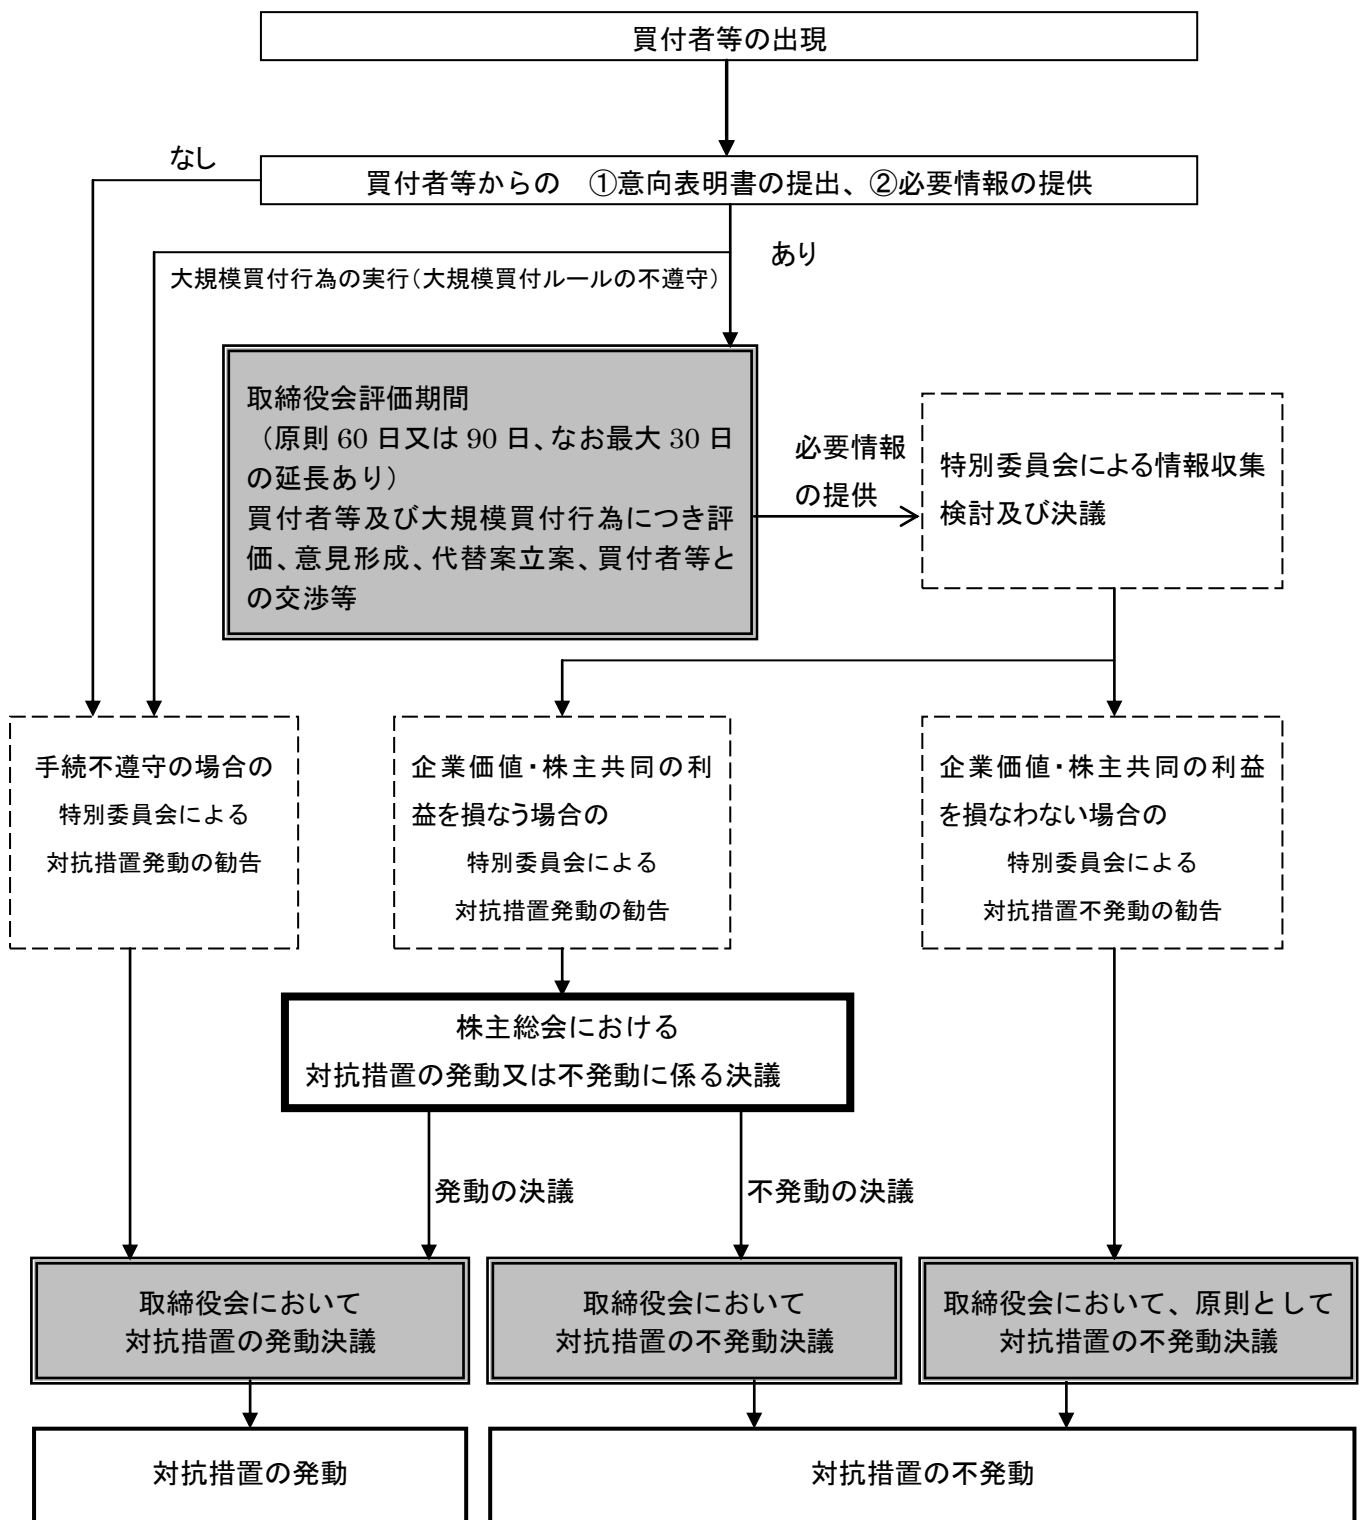 買付者等の出現
なし
買付者等からの　①意向表明書の提出、②必要情報の提供
あり
大規模買付行為の実行（大規模買付ルールの不遵守）
取締役会評価期間
（原則 60 日又は 90 日、なお最大 30 日
の延長あり）
買付者等及び大規模買付行為につき評
価、意見形成、代替案立案、買付者等と
の交渉等
必要情報
の提供
特別委員会による情報収集
検討及び決議
手続不遵守の場合の
特別委員会による
対抗措置発動の勧告
企業価値・株主共同の利
益を損なう場合の
特別委員会による
対抗措置発動の勧告
企業価値・株主共同の利益
を損なわない場合の
特別委員会による
対抗措置不発動の勧告
株主総会における
対抗措置の発動又は不発動に係る決議
発動の決議
不発動の決議
取締役会において
対抗措置の発動決議
取締役会において
対抗措置の不発動決議
取締役会において、原則として
対抗措置の不発動決議
対抗措置の発動
対抗措置の不発動